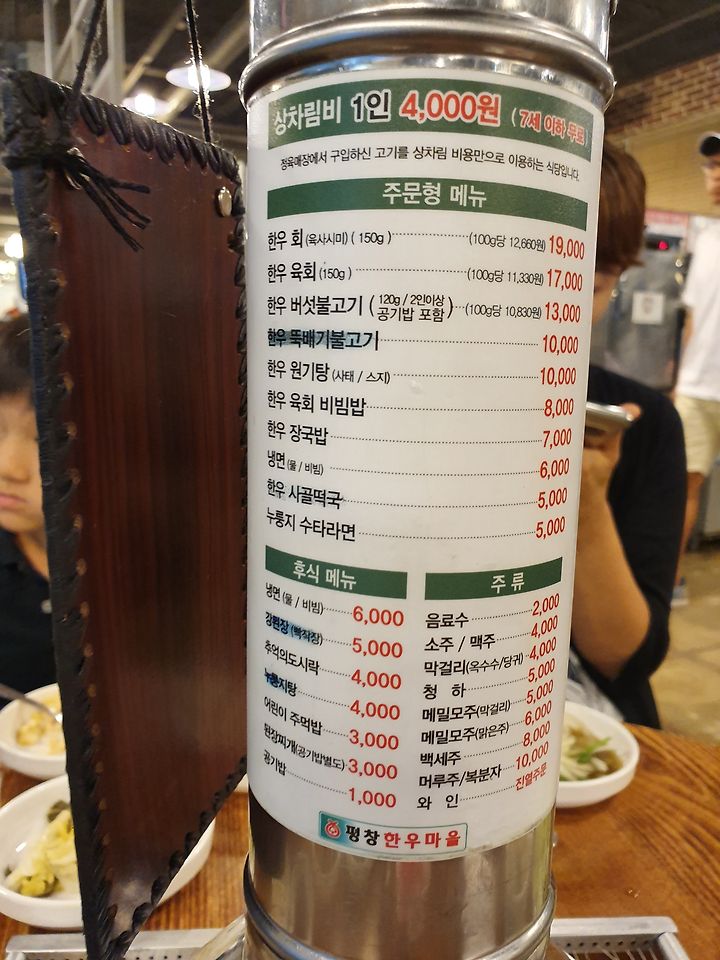 상차림비 1인 4,000원 (7세 이하 무료)
정육매장에서 구입하신 고기를 상차림 비용만으로 이용하는 식당입니다.
주문형 메뉴
한우 회 (육사시미) ( 150g ) (100g당 12,660원) 19,000
한우 육회 (150g) (100g당 11,330원) 17,000
한우 버섯불고기 ( 120g / 2인이상 공기밥 포함 ) (100g당 10,830원) 13,000
한우 뚝배기불고기 10,000
한우 원기탕 (사태 / 스지) 10,000
한우 육회 비빔밥 8,000
한우 장국밥 7,000
냉면 (물 / 비빔) 6,000
한우 사골떡국 5,000
누룽지 수타라면 5,000
후식 메뉴
냉면 (물 / 비빔) 6,000
강된장 (빡작장) 5,000
추억의도시락 4,000
누룽지탕 4,000
어린이 주먹밥 3,000
된장찌개(공기밥별도) 3,000
공기밥 1,000
주 류
음료수 2,000
소주 / 맥주 4,000
막걸리(옥수수/당귀) 4,000
청 하 5,000
메밀모주(막걸리) 5,000
메밀모주(맑은주) 6,000
백세주 8,000
머루주/복분자 10,000
와 인 진열주문
평창한우마을